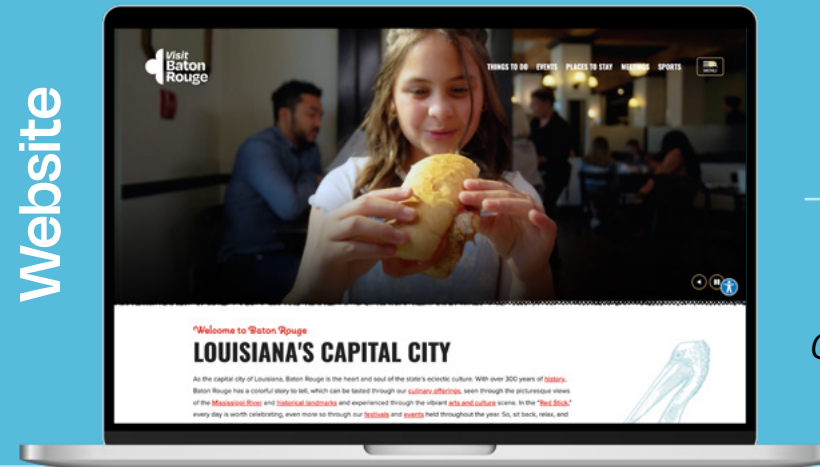 Website
Visit
Baton
Rouge
THINGS TO DO EVENTS PLACES TO STAY MEETINGS SPORTS
MENU
Welcome to Baton Rouge
LOUISIANA'S CAPITAL CITY
As the capital city of Louisiana, Baton Rouge is the heart and soul of the state's eclectic culture. With over 300 years of history,
Baton Rouge has a colorful story to tell, which can be tasted through our culinary offerings, seen through the picturesque views
of the Mississippi River and historical landmarks and experienced through the vibrant arts and culture scene. In the "Red Stick,"
every day is worth celebrating, even more so through our festivals and events held throughout the year. So, sit back, relax, and